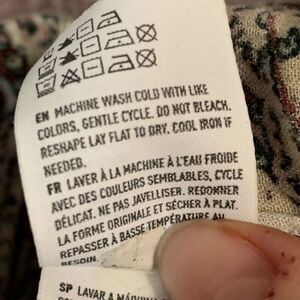 EN MACHINE WASH COLD WITH LIKE
COLORS, GENTLE CYCLE. DO NOT BLEACH.
RESHAPE LAY FLAT TO DRY. COOL IRON IF
NEEDED.
FR LAVER À LA MACHINE À L'EAU FROIDE
AVEC DES COULEURS SEMBLABLES, CYCLE
DÉLICAT. NE PAS JAVELLISER. REDONNER
LA FORME ORIGINALE ET SÉCHER À PLAT.
REPASSER À BASSE TEMPÉRATURE AU
BESOIN.
SP LAVAR A MÁQUINA